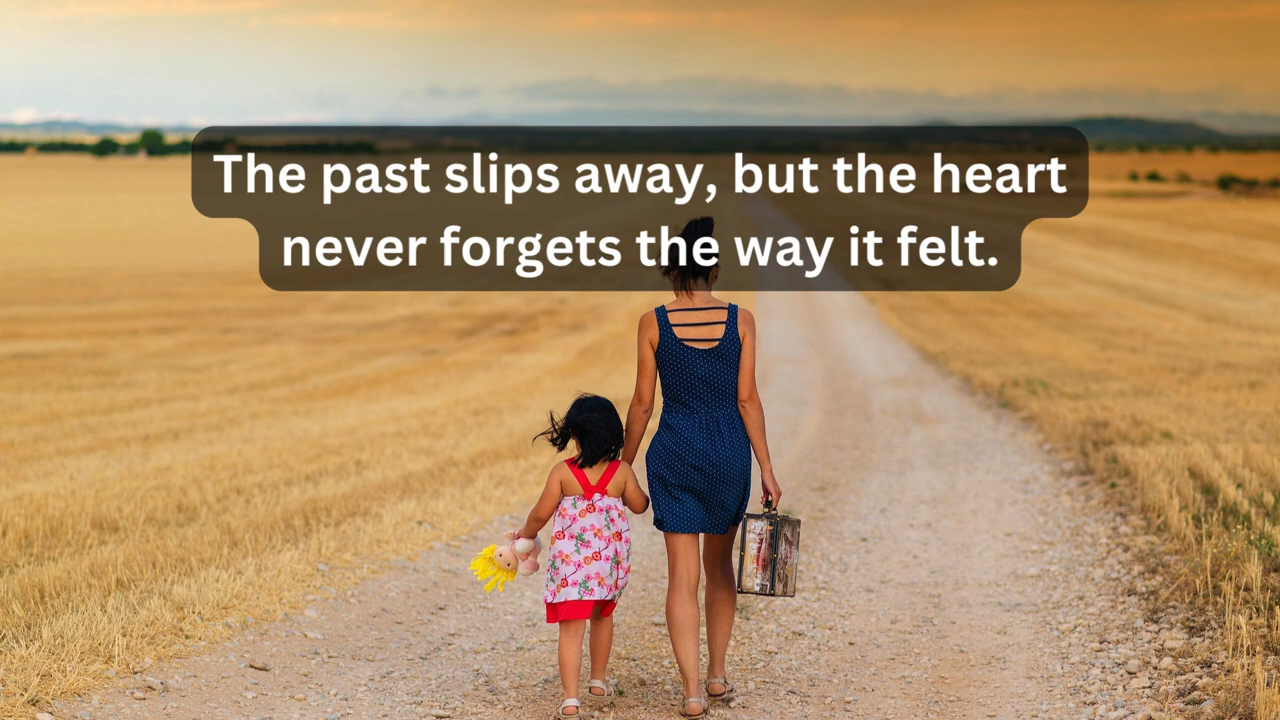 The past slips away, but the heart
never forgets the way it felt.